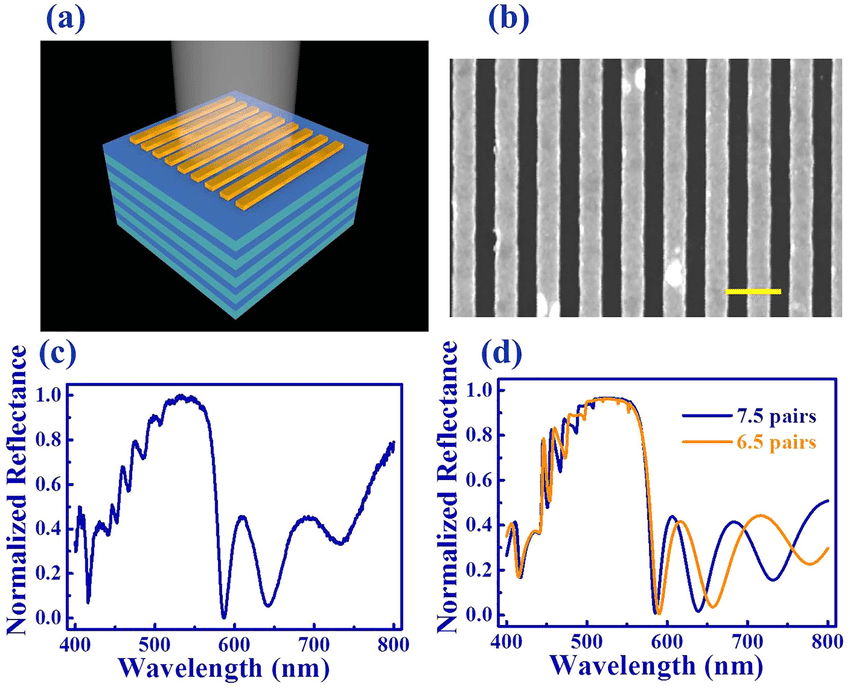 (a)
(b)
(c)
Normalized Reflectance
1.0
0.8
0.6
0.4
0.2
0.0
400
500
600
700
800
Wavelength (nm)
(d)
Normalized Reflectance
1.0
0.8
0.6
0.4
0.2
0.0
7.5 pairs
6.5 pairs
400
500
600
700
800
Wavelength (nm)